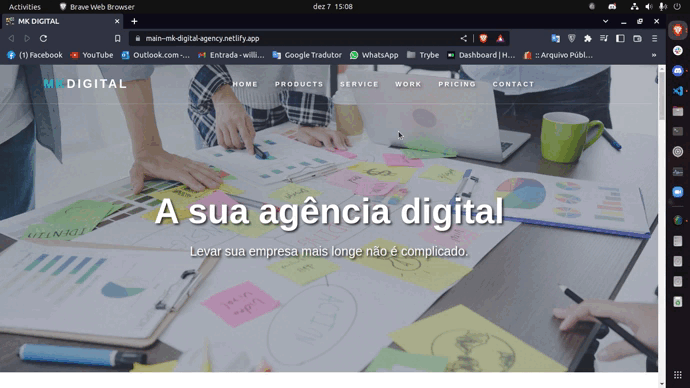 Activities
Brave Web Browser
dez 7 15:08
MK DIGITAL
main--mk-digital-agency.netlify.app
(1) Facebook
YouTube
Outlook.com -...
Entrada - willi...
Google Tradutor
WhatsApp
Trybe
Dashboard | H...
:: Arquivo Públ...
»
MKDIGITAL
HOME PRODUCTS SERVICE WORK PRICING CONTACT
A sua agência digital
Levar sua empresa mais longe não é complicado.